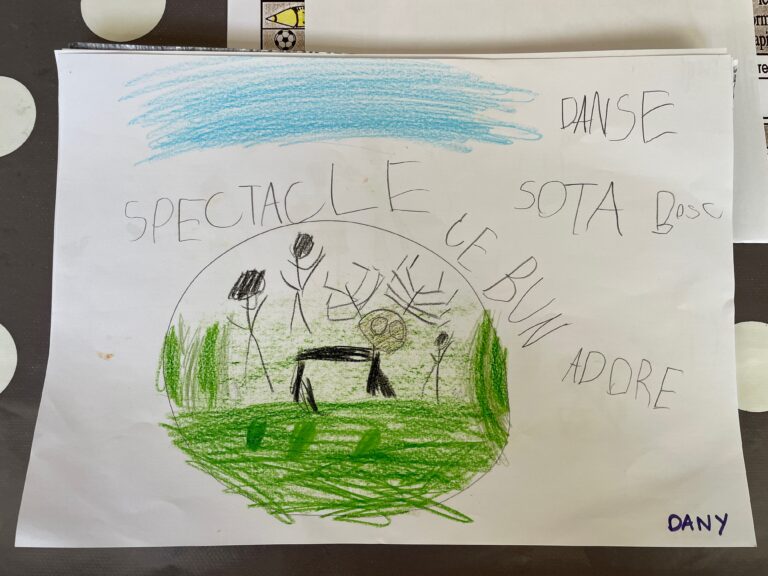 DANSE
SPECTACLE
SOTA Bosc
CE BUN
ADORE
DANY